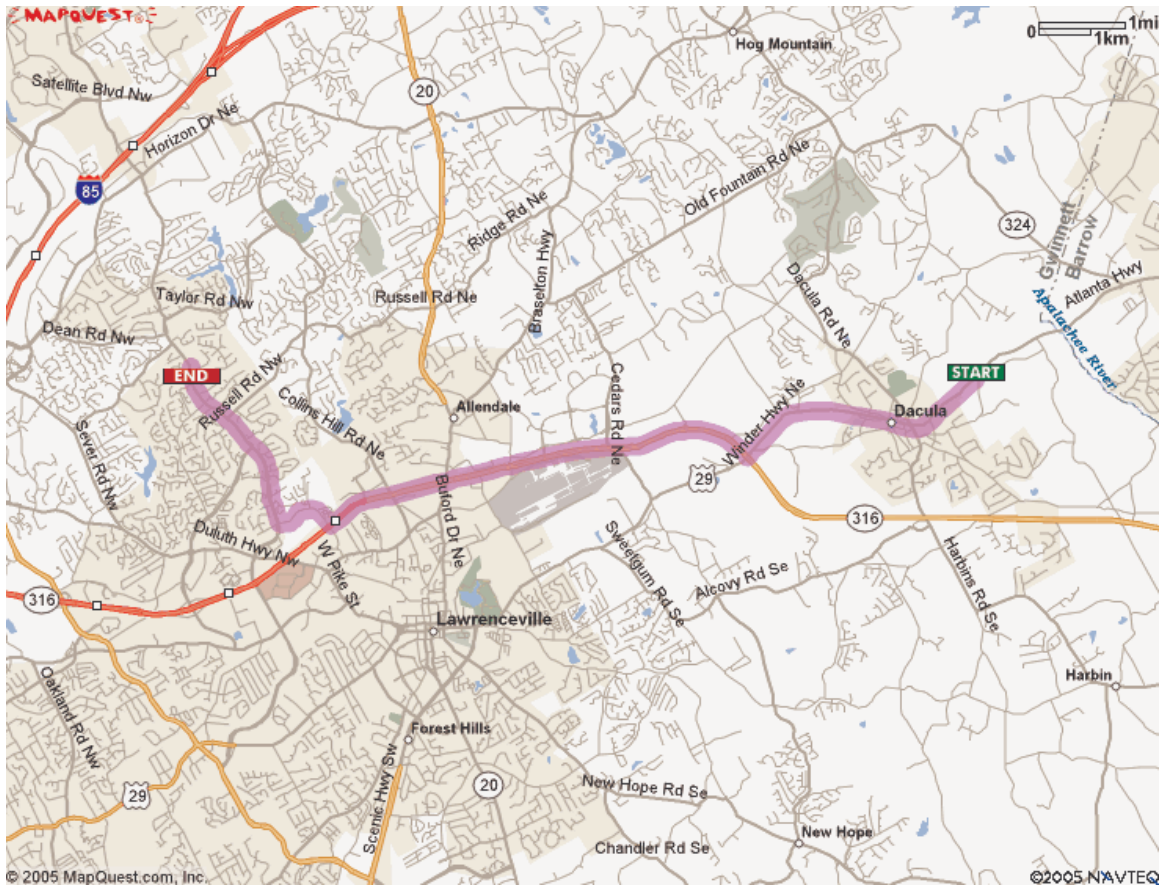 MAPQUEST
1mi
0
1km
Hog Mountain
Satellite Blvd Nw
20
Horizon Dr Ne
85
Old Fountain Rd Ne
Ridge Rd Ne
324
Gwinnett
Barrow
Braselton Hwy
Atlanta Hwy
Dacula Rd Ne
Taylor Rd Nw
Russell Rd Ne
Apalachee River
Dean Rd Nw
END
START
Russell Rd Nw
Cedars Rd Ne
Collins Hill Rd Ne
Allendale
Winder Hwy Ne
Dacula
Sever Rd Nw
Buford Dr Ne
29
316
Duluth Hwy Nw
W Pike St
Sweetgum Rd Se
Harbins Rd Se
Alcovy Rd Se
316
Lawrenceville
Oakland Rd Nw
Harbin
Forest Hills
Scenic Hwy Sw
29
20
New Hope Rd Se
New Hope
Chandler Rd Se
© 2005 MapQuest.com, Inc.
©2005 NAVTEQ